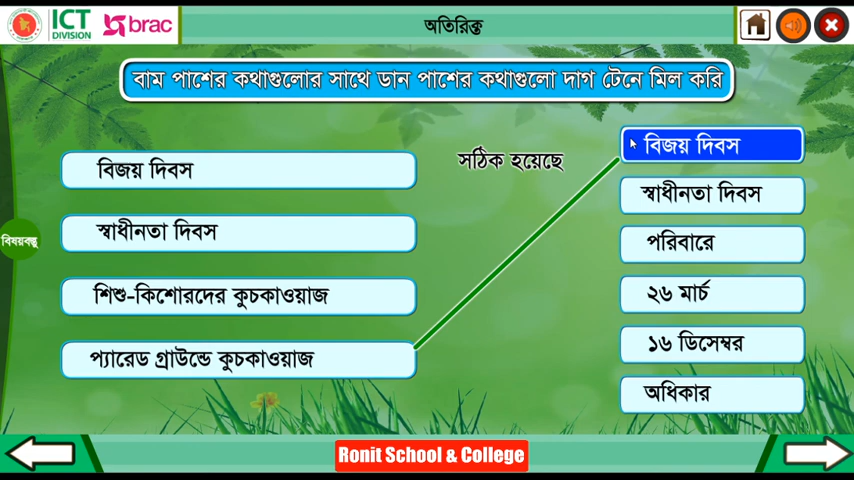 ICT
DIVISION
brac
অতিরিক্ত
বাম পাশের কথাগুলোর সাথে ডান পাশের কথাগুলো দাগ টেনে মিল করি
সঠিক হয়েছে
বিজয় দিবস
স্বাধীনতা দিবস
শিশু-কিশোরদের কুচকাওয়াজ
প্যারেড গ্রাউন্ডে কুচকাওয়াজ
বিজয় দিবস
স্বাধীনতা দিবস
পরিবারে
২৬ মার্চ
১৬ ডিসেম্বর
অধিকার
বিষয়বস্তু
Ronit School & College